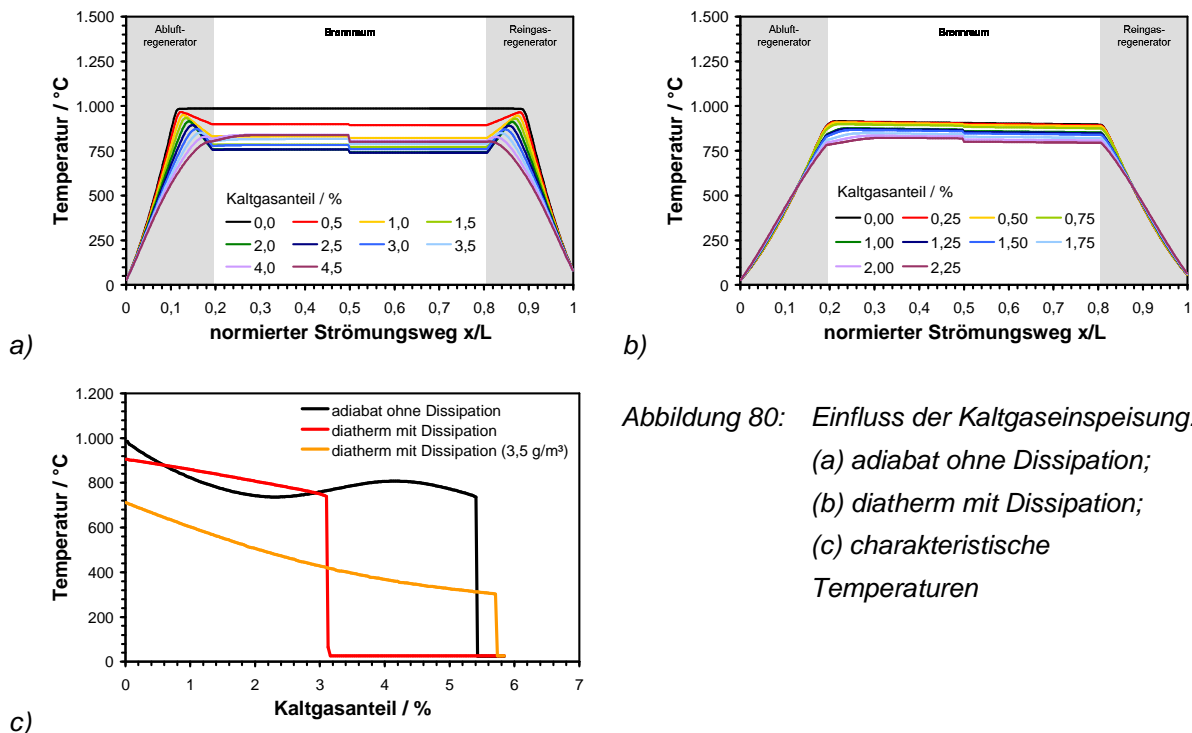 1.500
1.250
1.000
750
500
250
0
Temperatur / °C
Abluft-
regenerator
Brennraum
Reingas-
regenerator
Kaltgasanteil / %
0,0 0,5 1,0 1,5
2,0 2,5 3,0 3,5
4,0 4,5
0 0,1 0,2 0,3 0,4 0,5 0,6 0,7 0,8 0,9 1
normierter Strömungsweg x/L
a)
1.500
1.250
1.000
750
500
250
0
Temperatur / °C
Abluft-
regenerator
Brennraum
Reingas-
regenerator
Kaltgasanteil / %
0,00 0,25 0,50 0,75
1,00 1,25 1,50 1,75
2,00 2,25
0 0,1 0,2 0,3 0,4 0,5 0,6 0,7 0,8 0,9 1
normierter Strömungsweg x/L
b)
1.200
1.000
800
600
400
200
0
Temperatur / °C
adiabat ohne Dissipation
diatherm mit Dissipation
diatherm mit Dissipation (3,5 g/m³)
0 1 2 3 4 5 6 7
Kaltgasanteil / %
c)
Abbildung 80: Einfluss der Kaltgaseinspeisung.
(a) adiabat ohne Dissipation;
(b) diatherm mit Dissipation;
(c) charakteristische
Temperaturen